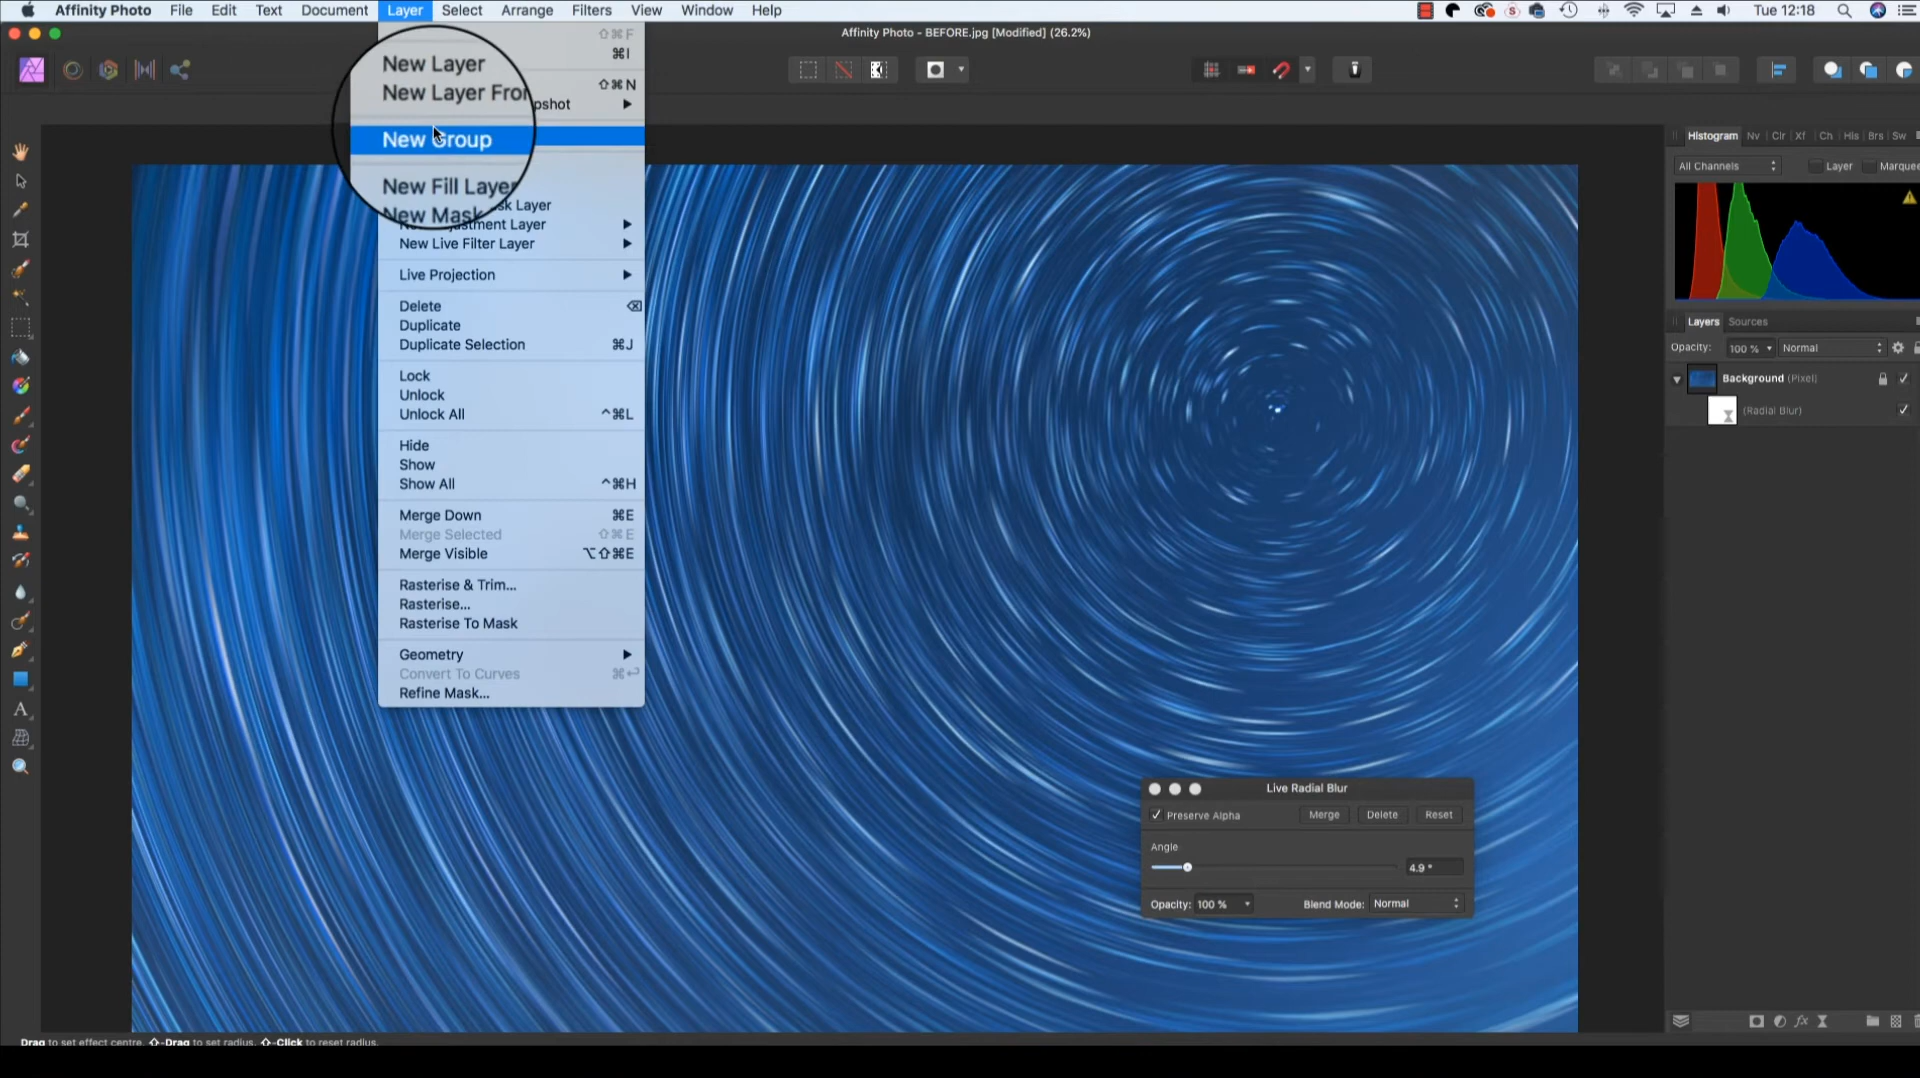 Affinity Photo File Edit Text Document Layer Select Arrange Filters View Window Help Tue 12:18
Affinity Photo - BEFORE.jpg [Modified] (26.2%)
⇧⌘F
⌘I
New Layer ⇧⌘N
New Layer From pshot
New Group
New Fill Layer
New Mask sk Layer
justment Layer
New Live Filter Layer
Live Projection
Delete
Duplicate
Duplicate Selection ⌘J
Lock
Unlock
Unlock All ^⌘L
Hide
Show
Show All ^⌘H
Merge Down ⌘E
Merge Selected ⇧⌘E
Merge Visible ⌥⇧⌘E
Rasterise & Trim...
Rasterise...
Rasterise To Mask
Geometry
Convert To Curves ⌘↩
Refine Mask...
Histogram Nv Clr Xf Ch His Brs Sw
All Channels Layer Marquee
Layers Sources
Opacity: 100 % Normal
Background (Pixel)
(Radial Blur)
Live Radial Blur
Preserve Alpha Merge Delete Reset
Angle
4.9 °
Opacity: 100 % Blend Mode: Normal
Drag to set effect centre. ⇧-Drag to set radius. ⇧-Click to reset radius.